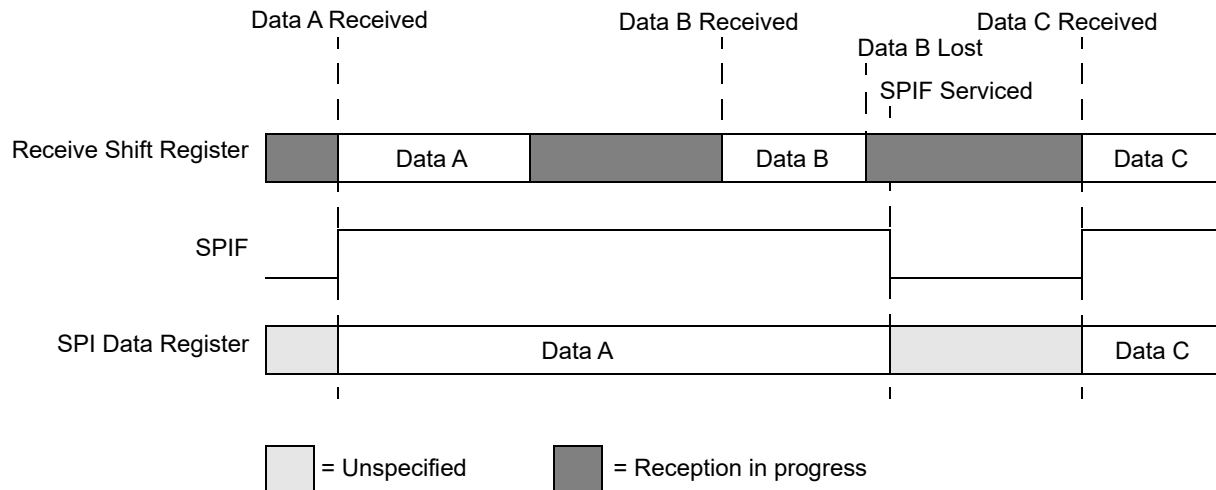 Data A Received
Data B Received
Data C Received
Data B Lost
SPIF Serviced
Receive Shift Register
Data A
Data B
Data C
SPIF
SPI Data Register
Data A
Data C
= Unspecified
= Reception in progress